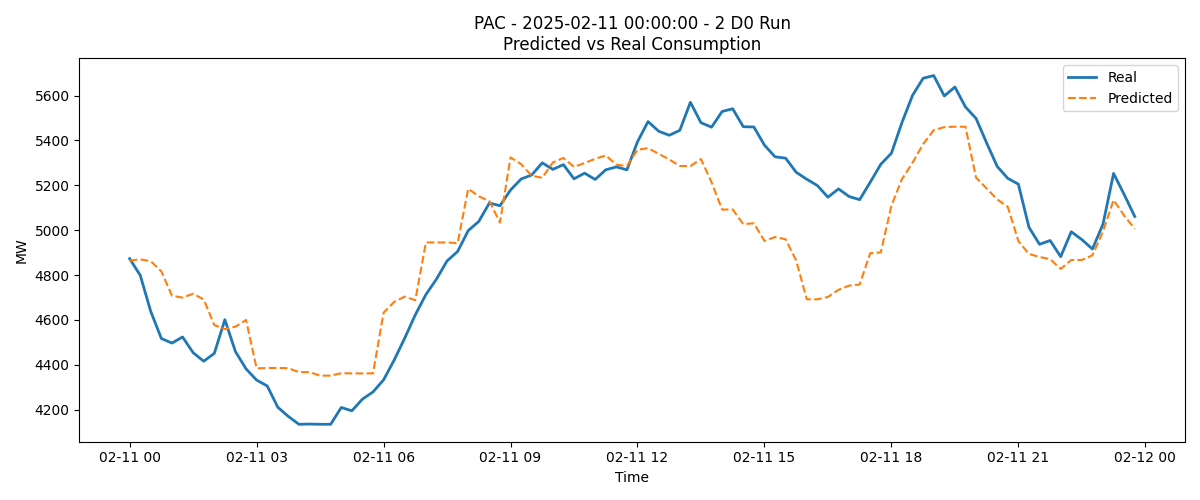 PAC - 2025-02-11 00:00:00 - 2 D0 Run
Predicted vs Real Consumption
Real
Predicted
MW
5600
5400
5200
5000
4800
4600
4400
4200
02-11 00
02-11 03
02-11 06
02-11 09
02-11 12
02-11 15
02-11 18
02-11 21
02-12 00
Time